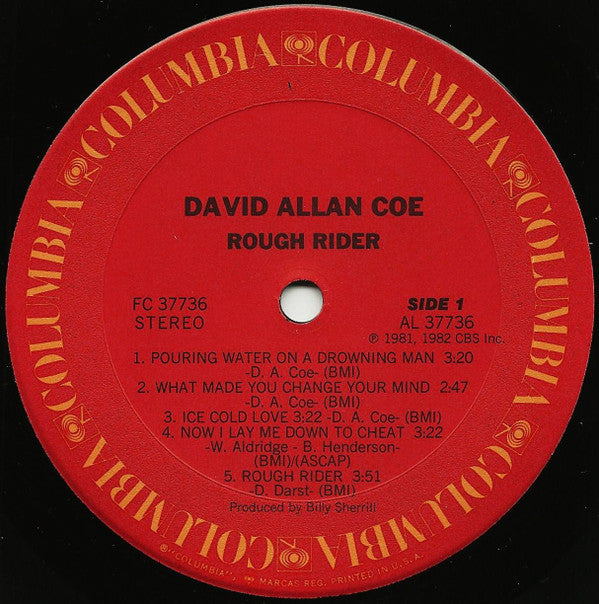 COLUMBIA COLUMBIA COLUMBIA COLUMBIA COLUMBIA COLUMBIA
DAVID ALLAN COE
ROUGH RIDER
FC 37736
STEREO
SIDE 1
AL 37736
℗ 1981, 1982 CBS Inc.
1. POURING WATER ON A DROWNING MAN 3:20
-D. A. Coe- (BMI)
2. WHAT MADE YOU CHANGE YOUR MIND 2:47
-D. A. Coe- (BMI)
3. ICE COLD LOVE 3:22 -D. A. Coe- (BMI)
4. NOW I LAY ME DOWN TO CHEAT 3:22
-W. Aldridge - B. Henderson-
(BMI)/(ASCAP)
5. ROUGH RIDER 3:51
-D. Darst- (BMI)
Produced by Billy Sherrill
®"COLUMBIA", MARCAS REG. PRINTED IN U.S.A.